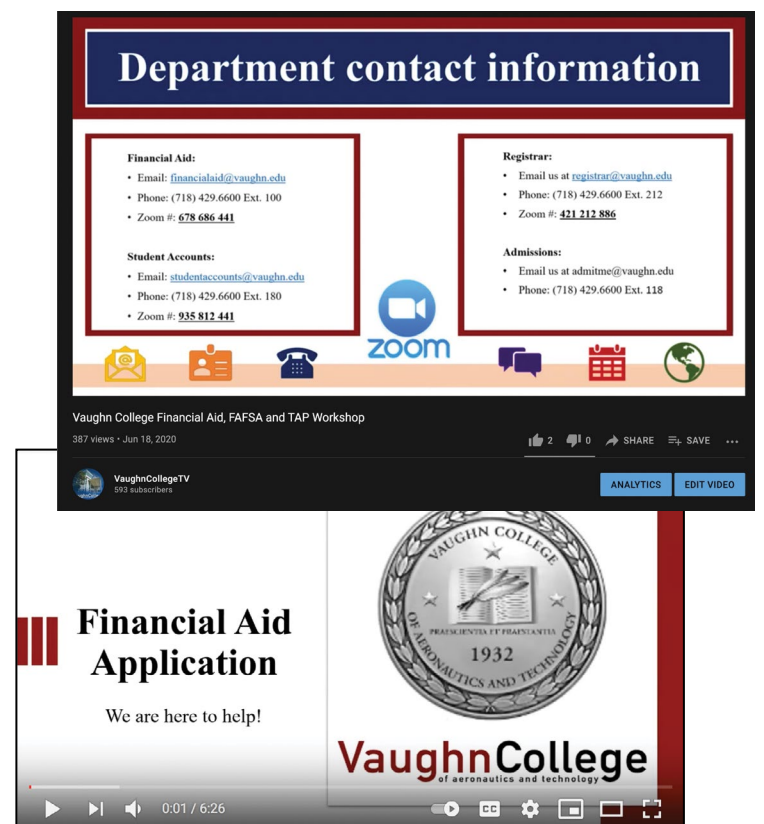 Department contact information
Financial Aid:
• Email: financialaid@vaughn.edu
• Phone: (718) 429.6600 Ext. 100
• Zoom #: 678 686 441
Student Accounts:
• Email: studentaccounts@vaughn.edu
• Phone: (718) 429.6600 Ext. 180
• Zoom #: 935 812 441
Registrar:
• Email us at registrar@vaughn.edu
• Phone: (718) 429.6600 Ext. 212
• Zoom #: 421 212 886
Admissions:
• Email us at admitme@vaughn.edu
• Phone: (718) 429.6600 Ext. 118
zoom
Vaughn College Financial Aid, FAFSA and TAP Workshop
387 views • Jun 18, 2020
2
0
SHARE
SAVE
VaughnCollegeTV
593 subscribers
ANALYTICS
EDIT VIDEO
Financial Aid
Application
We are here to help!
VAUGHN COLLEGE
OF AERONAUTICS AND TECHNOLOGY
PRAESCIENTIA ET PRAESTANTIA
1932
VaughnCollege
of aeronautics and technology
0:01 / 6:26
CC